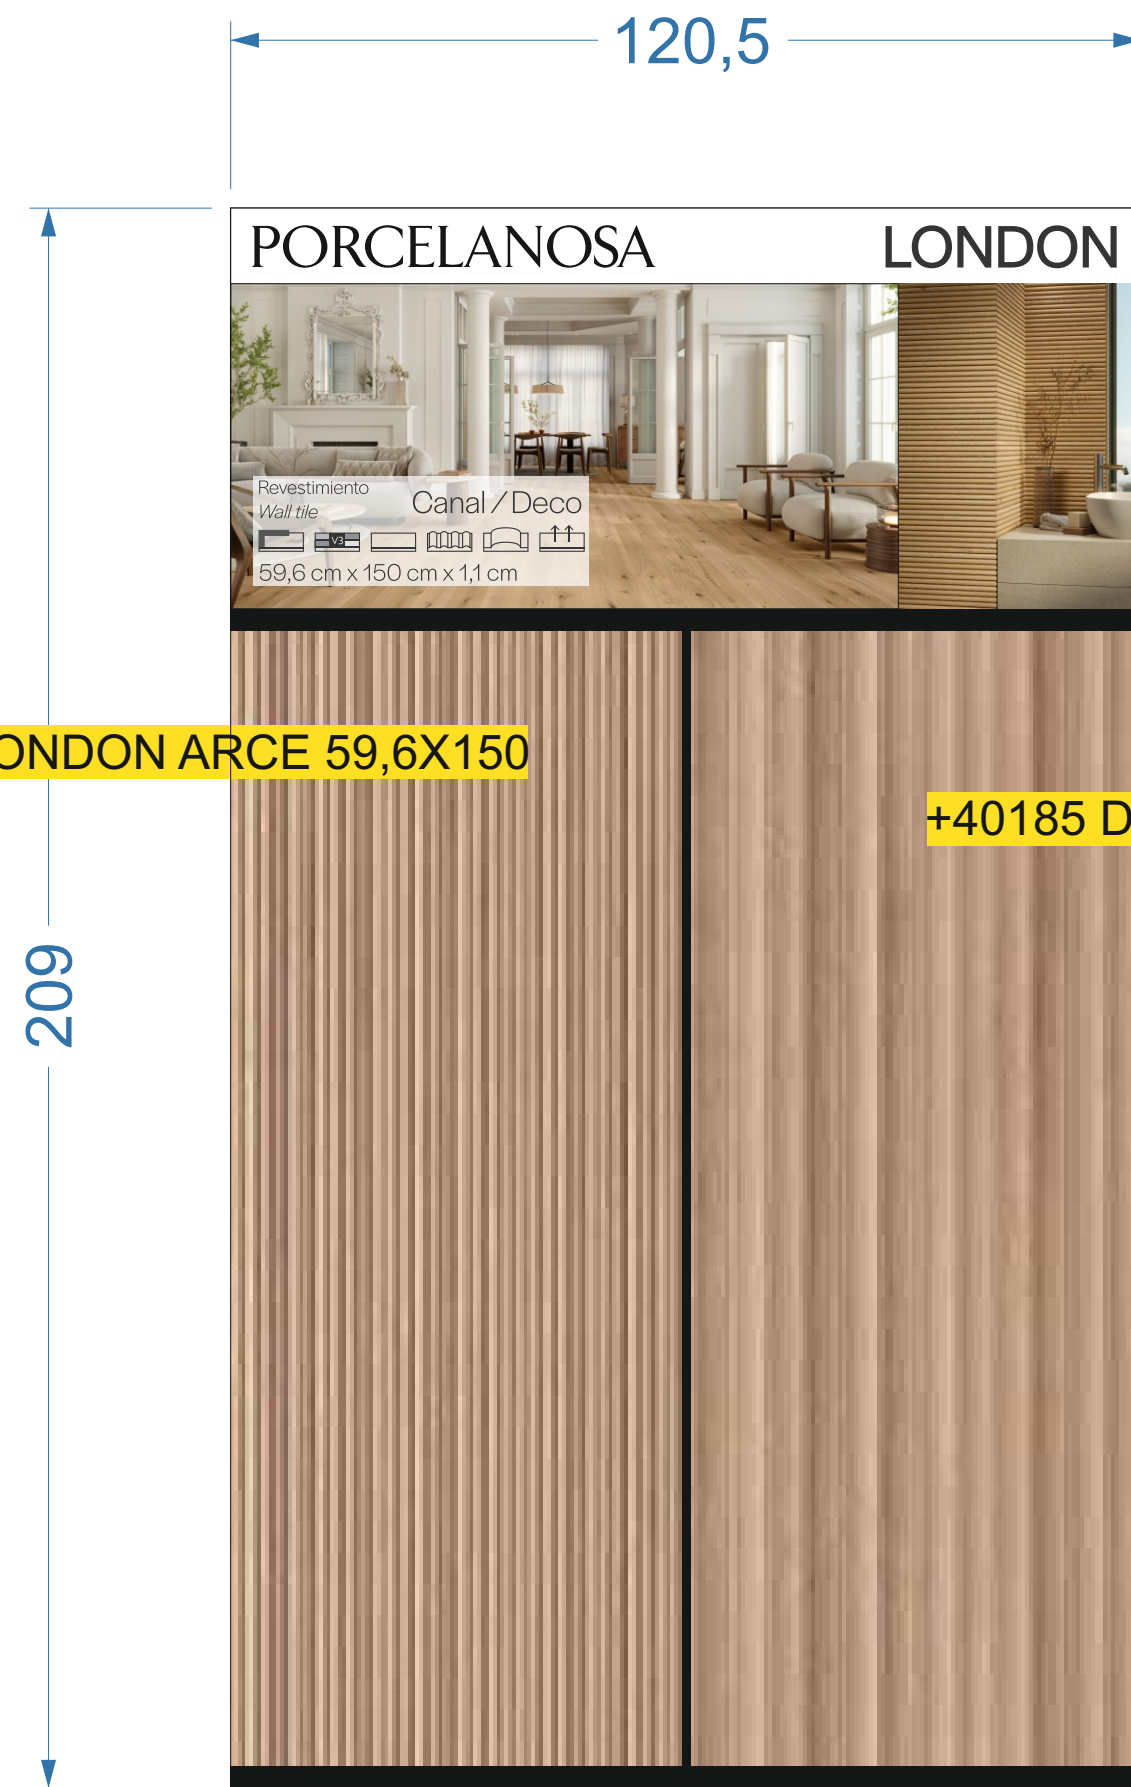 120,5
PORCELANOSA
LONDON
Revestimiento
Wall tile
Canal / Deco
V3
59,6 cm x 150 cm x 1,1 cm
ONDON ARCE 59,6X150
+40185 D
209